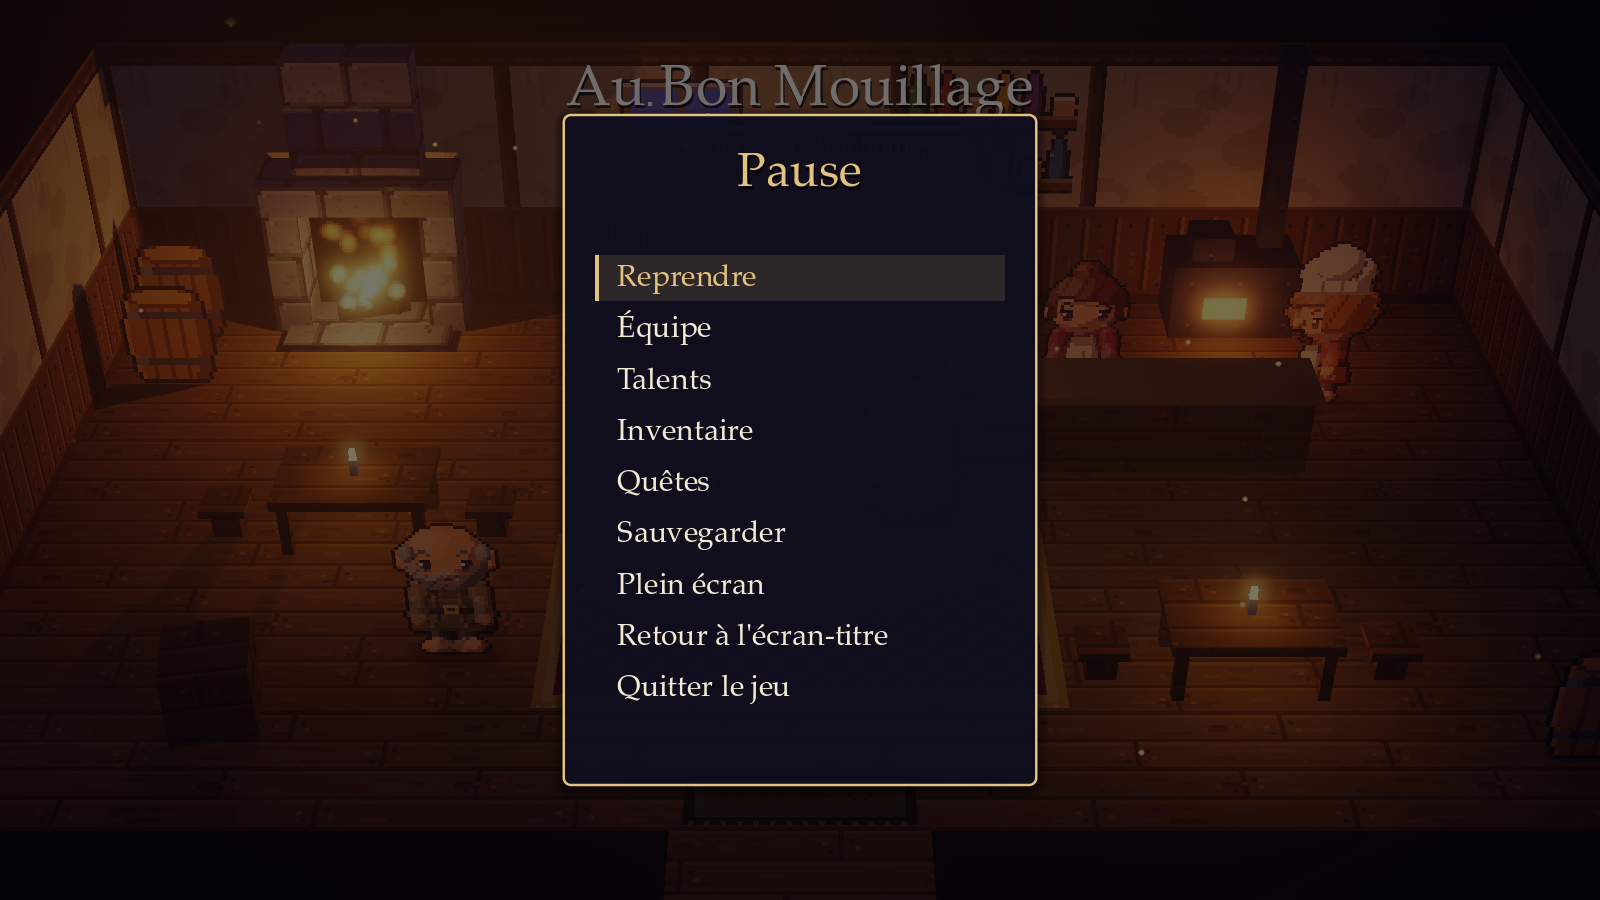 Au Bon Mouillage
Pause
Reprendre
Équipe
Talents
Inventaire
Quêtes
Sauvegarder
Plein écran
Retour à l'écran-titre
Quitter le jeu